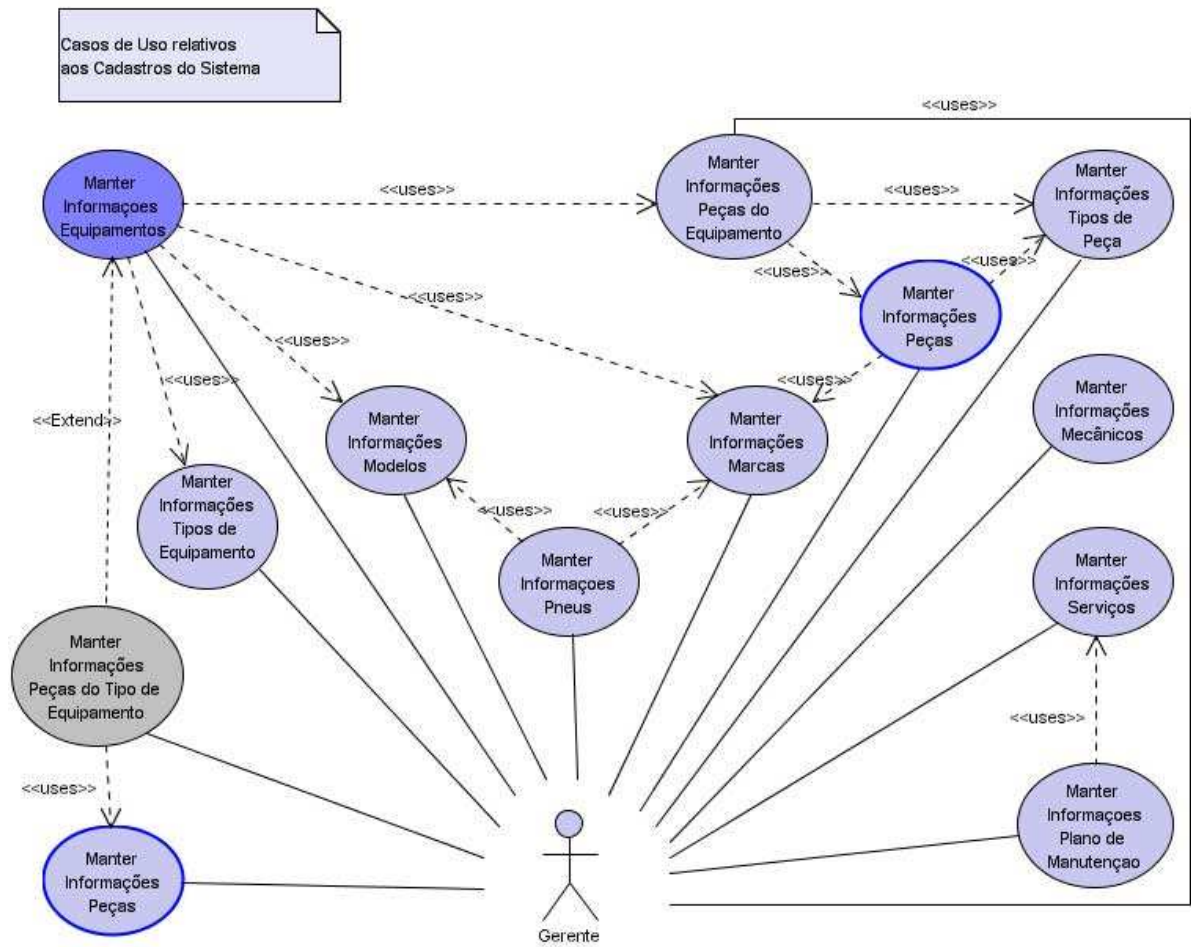 Casos de Uso relativos
aos Cadastros do Sistema
<<uses>>
Manter
Informaçoes
Equipamentos
<<uses>>
Manter
Informações
Peças do
Equipamento
<<uses>>
Manter
Informações
Tipos de
Peça
<<uses>>
<<uses>>
Manter
Informações
Peças
<<uses>>
<<uses>>
<<uses>>
<<uses>>
<<Extend>>
Manter
Informações
Modelos
Manter
Informações
Marcas
Manter
Informações
Mecânicos
Manter
Informações
Tipos de
Equipamento
<<uses>>
<<uses>>
Manter
Informaçoes
Pneus
Manter
Informações
Serviços
Manter
Informações
Peças do Tipo de
Equipamento
<<uses>>
<<uses>>
Manter
Informaçoes
Plano de
Manutençao
Manter
Informações
Peças
Gerente